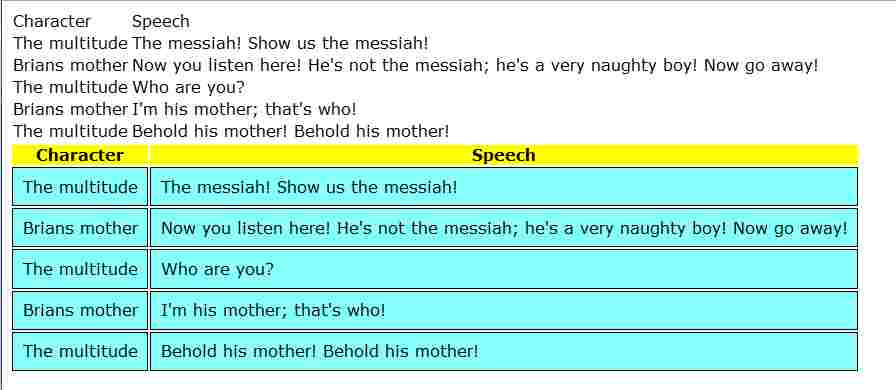 Character Speech
The multitude The messiah! Show us the messiah!
Brians mother Now you listen here! He's not the messiah; he's a very naughty boy! Now go away!
The multitude Who are you?
Brians mother I'm his mother; that's who!
The multitude Behold his mother! Behold his mother!
Character Speech
The multitude The messiah! Show us the messiah!
Brians mother Now you listen here! He's not the messiah; he's a very naughty boy! Now go away!
The multitude Who are you?
Brians mother I'm his mother; that's who!
The multitude Behold his mother! Behold his mother!